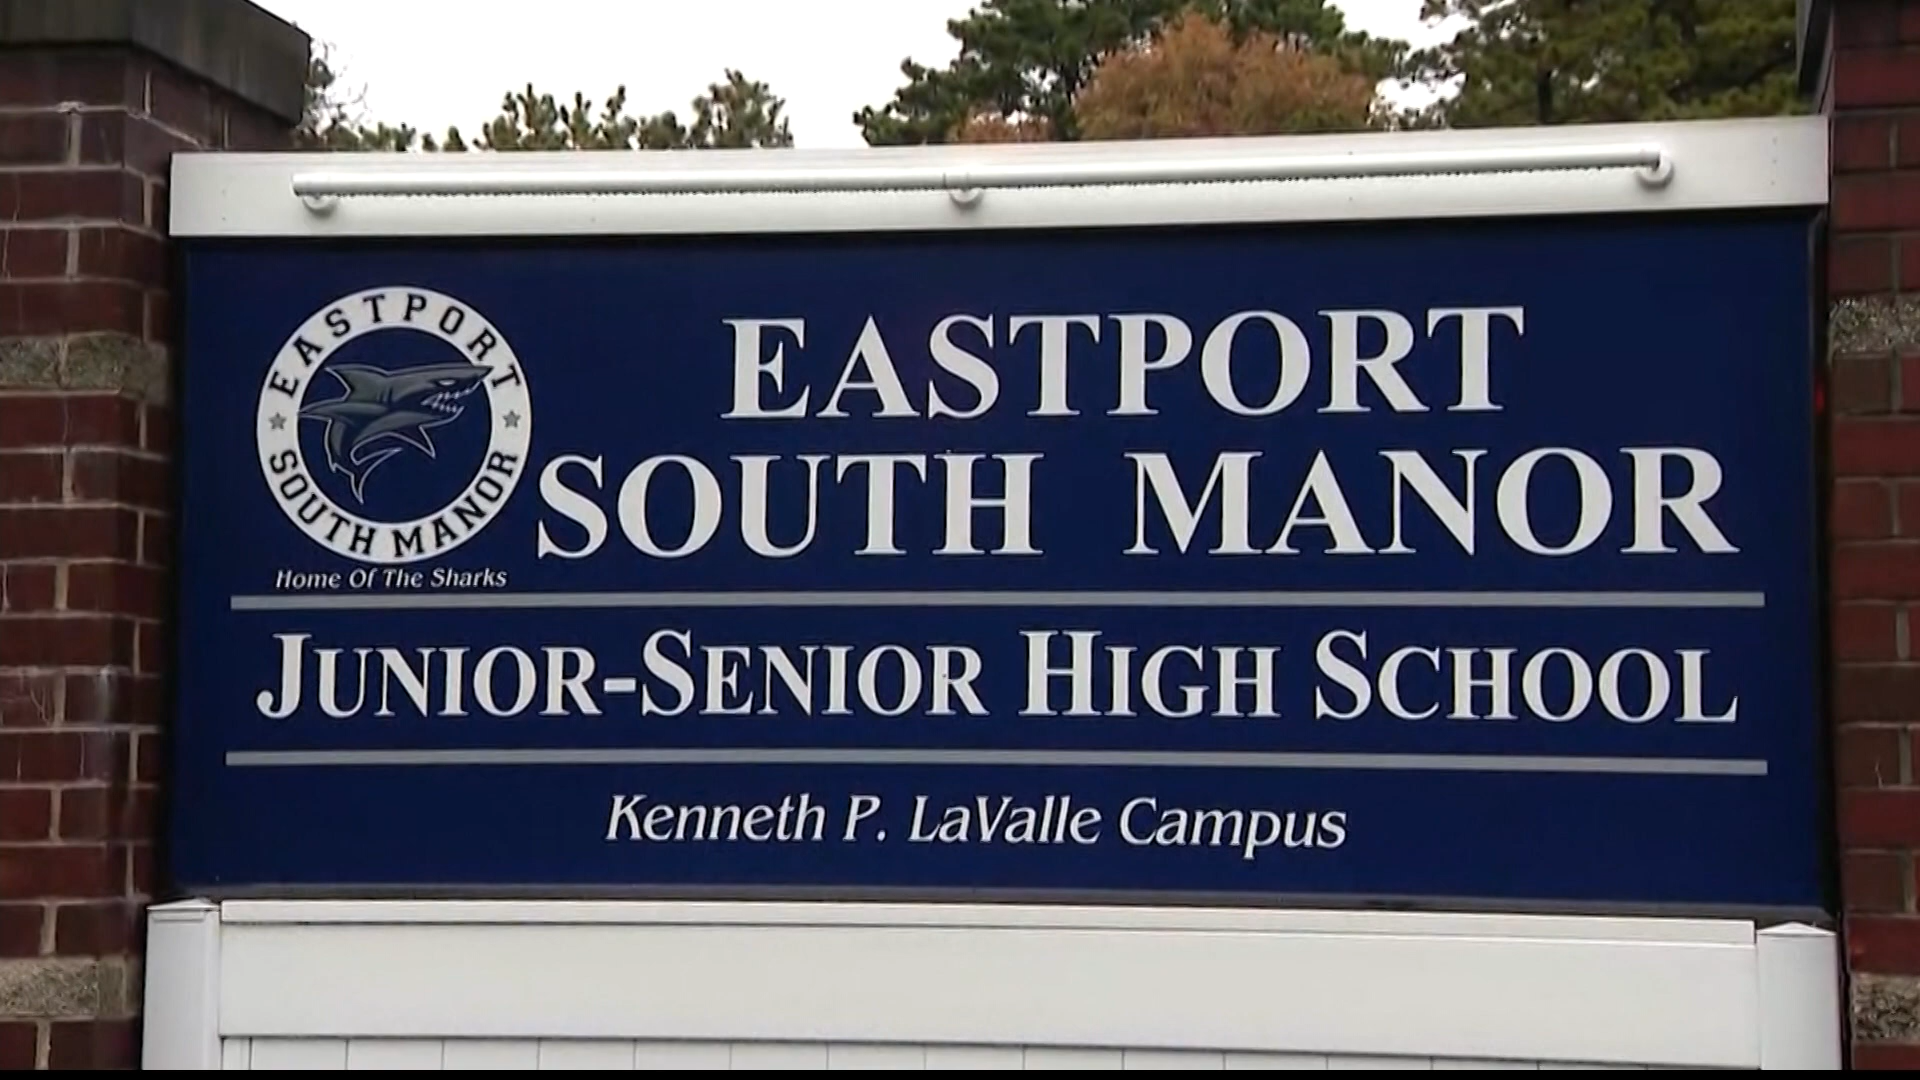 EASTPORT
SOUTH MANOR
Home Of The Sharks
EASTPORT
SOUTH MANOR
JUNIOR-SENIOR HIGH SCHOOL
Kenneth P. LaValle Campus